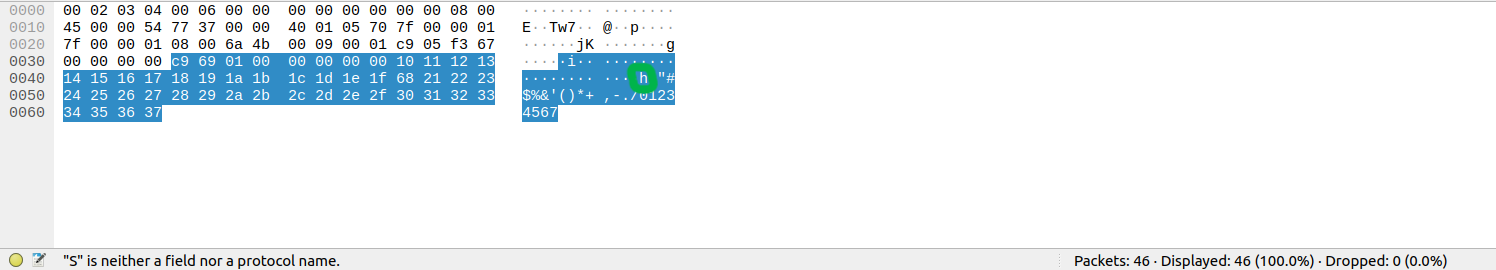 0000 00 02 03 04 00 06 00 00 00 00 00 00 00 00 08 00 ········ ········
0010 45 00 00 54 77 37 00 00 40 01 05 70 7f 00 00 01 E··Tw7·· @··p····
0020 7f 00 00 01 08 00 6a 4b 00 09 00 01 c9 05 f3 67 ······jK ·······g
0030 00 00 00 00 c9 69 01 00 00 00 00 00 10 11 12 13 ·····i·· ········
0040 14 15 16 17 18 19 1a 1b 1c 1d 1e 1f 68 21 22 23 ········ ····h!"#
0050 24 25 26 27 28 29 2a 2b 2c 2d 2e 2f 30 31 32 33 $%&'()*+ ,-./0123
0060 34 35 36 37 4567
"S" is neither a field nor a protocol name. Packets: 46 · Displayed: 46 (100.0%) · Dropped: 0 (0.0%)